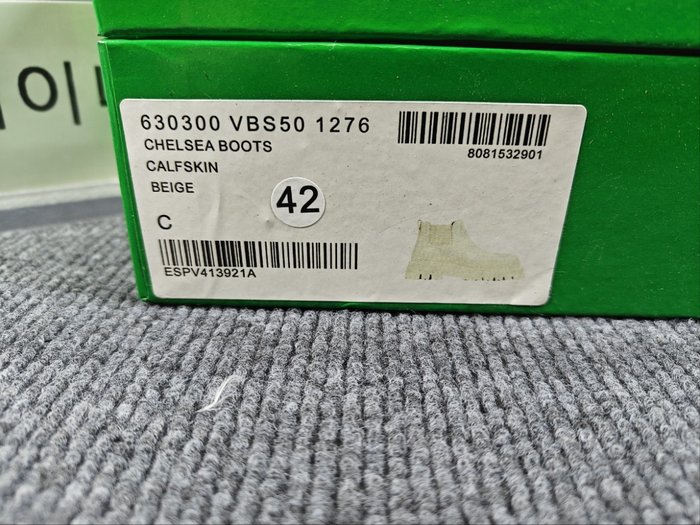 630300 VBS50 1276
CHELSEA BOOTS
CALFSKIN
BEIGE
42
C
ESPV413921A
8081532901